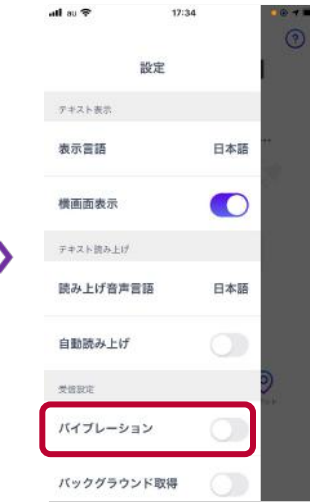 au 17:34
設定
テキスト表示
表示言語 日本語
横画面表示
テキスト読み上げ
読み上げ音声言語 日本語
自動読み上げ
受信設定
バイブレーション
バックグラウンド取得